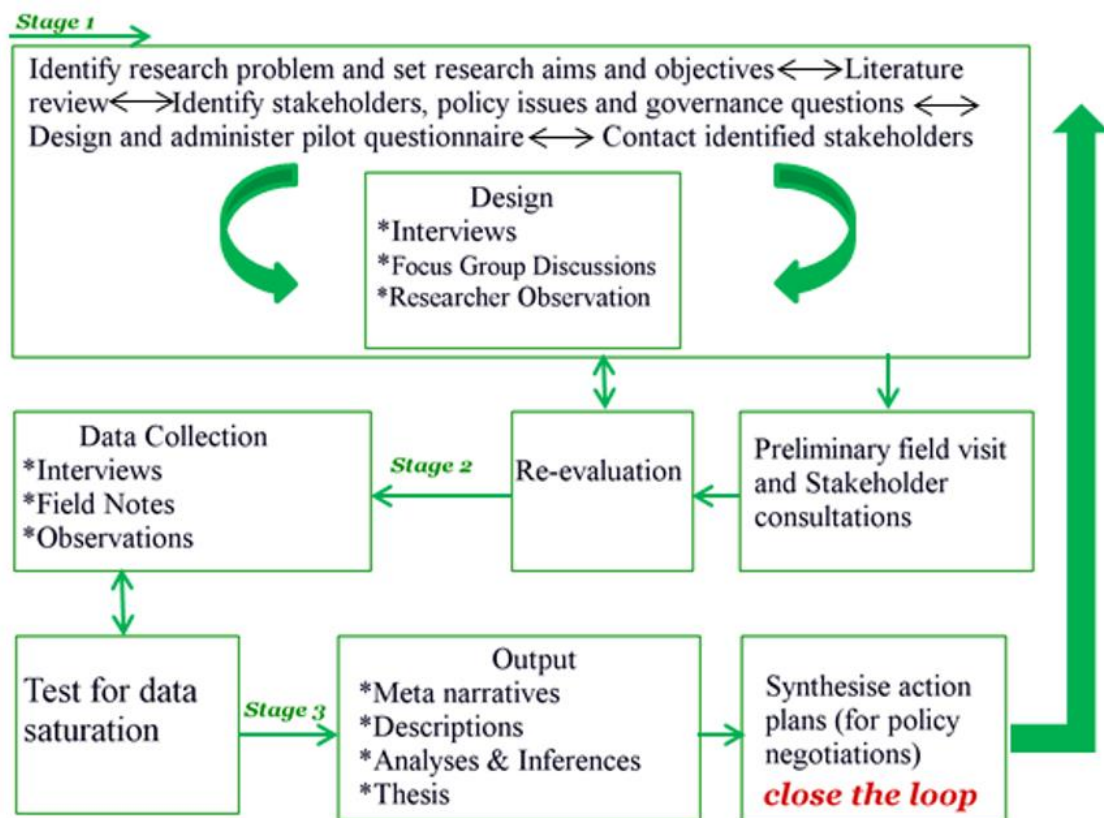 Stage 1
Identify research problem and set research aims and objectives↔Literature
review↔Identify stakeholders, policy issues and governance questions ↔
Design and administer pilot questionnaire↔ Contact identified stakeholders
Design
*Interviews
*Focus Group Discussions
*Researcher Observation
Data Collection
*Interviews
*Field Notes
*Observations
Stage 2
Re-evaluation
Preliminary field visit
and Stakeholder
consultations
Test for data
saturation
Stage 3
Output
*Meta narratives
*Descriptions
*Analyses & Inferences
*Thesis
Synthesise action
plans (for policy
negotiations)
close the loop